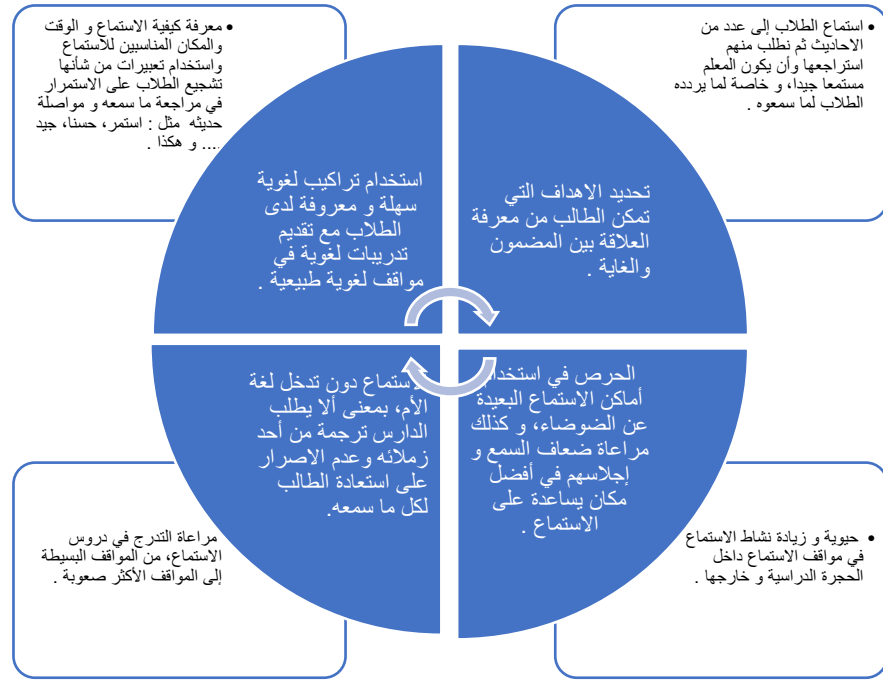 • استماع الطلاب إلى عدد من
الاحاديث ثم نطلب منهم
استراجعها وأن يكون المعلم
مستمعا جيدا، و خاصة لما يردده
الطلاب لما سمعوه .
• معرفة كيفية الاستماع و الوقت
والمكان المناسبين للاستماع
واستخدام تعبيرات من شأنها
تشجيع الطلاب على الاستمرار
في مراجعة ما سمعه و مواصلة
حديثه مثل : استمر، حسنا، جيد
.... و هكذا .
تحديد الاهداف التي
تمكن الطالب من معرفة
العلاقة بين المضمون
والغاية .
استخدام تراكيب لغوية
سهلة و معروفة لدى
الطلاب مع تقديم
تدريبات لغوية في
مواقف لغوية طبيعية .
الحرص في استخدام
أماكن الاستماع البعيدة
عن الضوضاء، و كذلك
مراعاة ضعاف السمع و
إجلاسهم في أفضل
مكان يساعدة على
الاستماع .
الاستماع دون تدخل لغة
الأم، بمعنى ألا يطلب
الدارس ترجمة من أحد
زملائه وعدم الاصرار
على استعادة الطالب
لكل ما سمعه.
• حيوية و زيادة نشاط الاستماع
في مواقف الاستماع داخل
الحجرة الدراسية و خارجها .
مراعاة التدرج في دروس
الاستماع، من المواقف البسيطة
إلى المواقف الأكثر صعوبة .